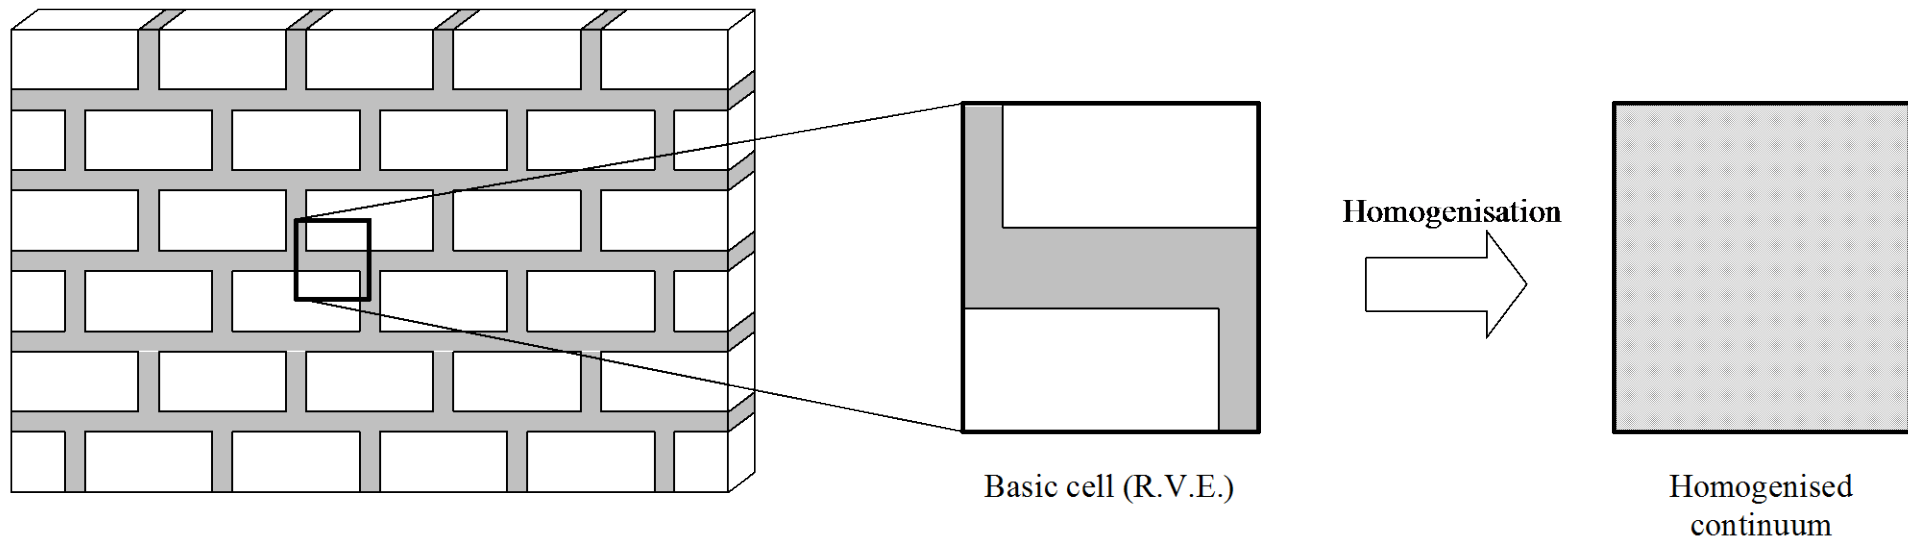 Homogenisation
Basic cell (R.V.E.)
Homogenised
continuum